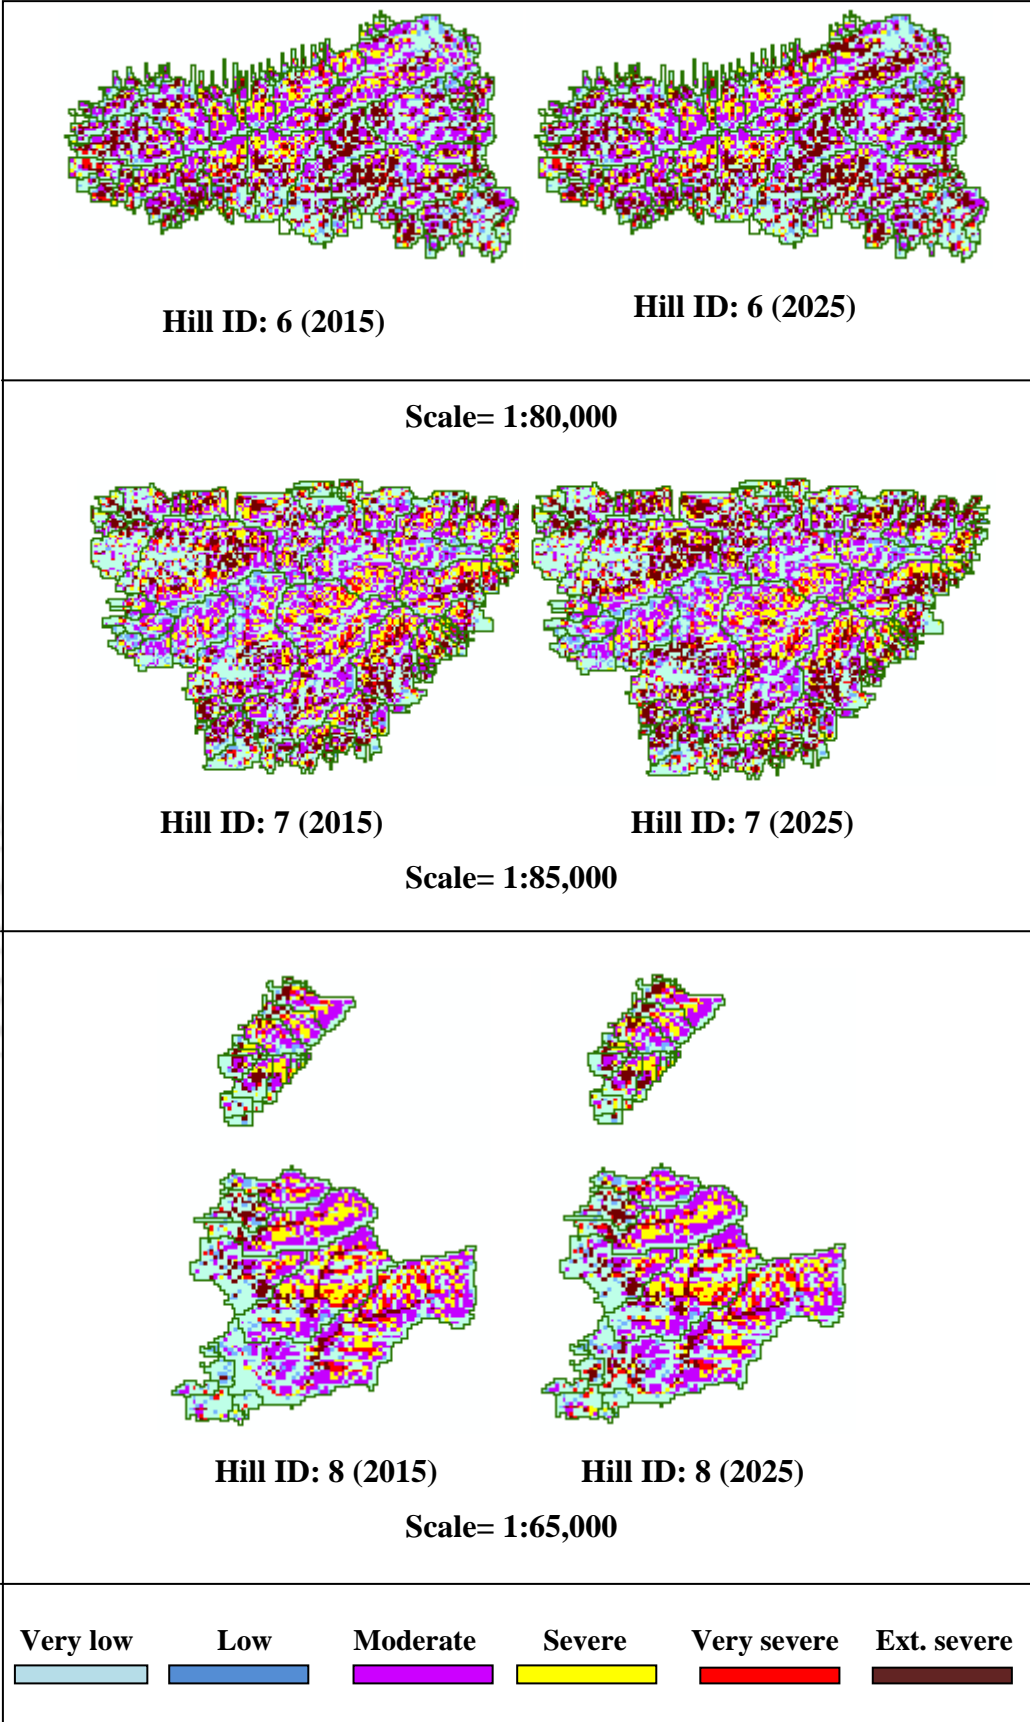 Hill ID: 6 (2015)
Hill ID: 6 (2025)
Scale= 1:80,000
Hill ID: 7 (2015)
Hill ID: 7 (2025)
Scale= 1:85,000
Hill ID: 8 (2015)
Hill ID: 8 (2025)
Scale= 1:65,000
Very low
Low
Moderate
Severe
Very severe
Ext. severe